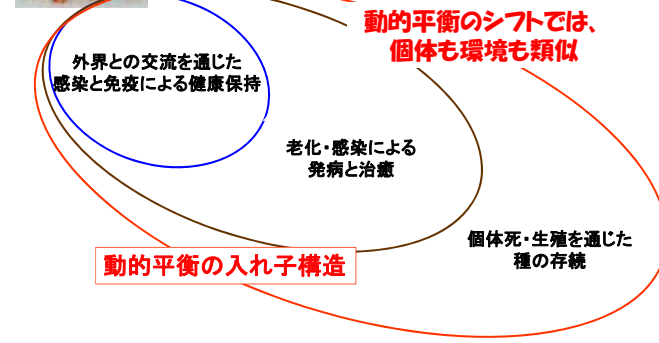 動的平衡のシフトでは、
個体も環境も類似
外界との交流を通じた
感染と免疫による健康保持
老化・感染による
発病と治癒
個体死・生殖を通じた
種の存続
動的平衡の入れ子構造